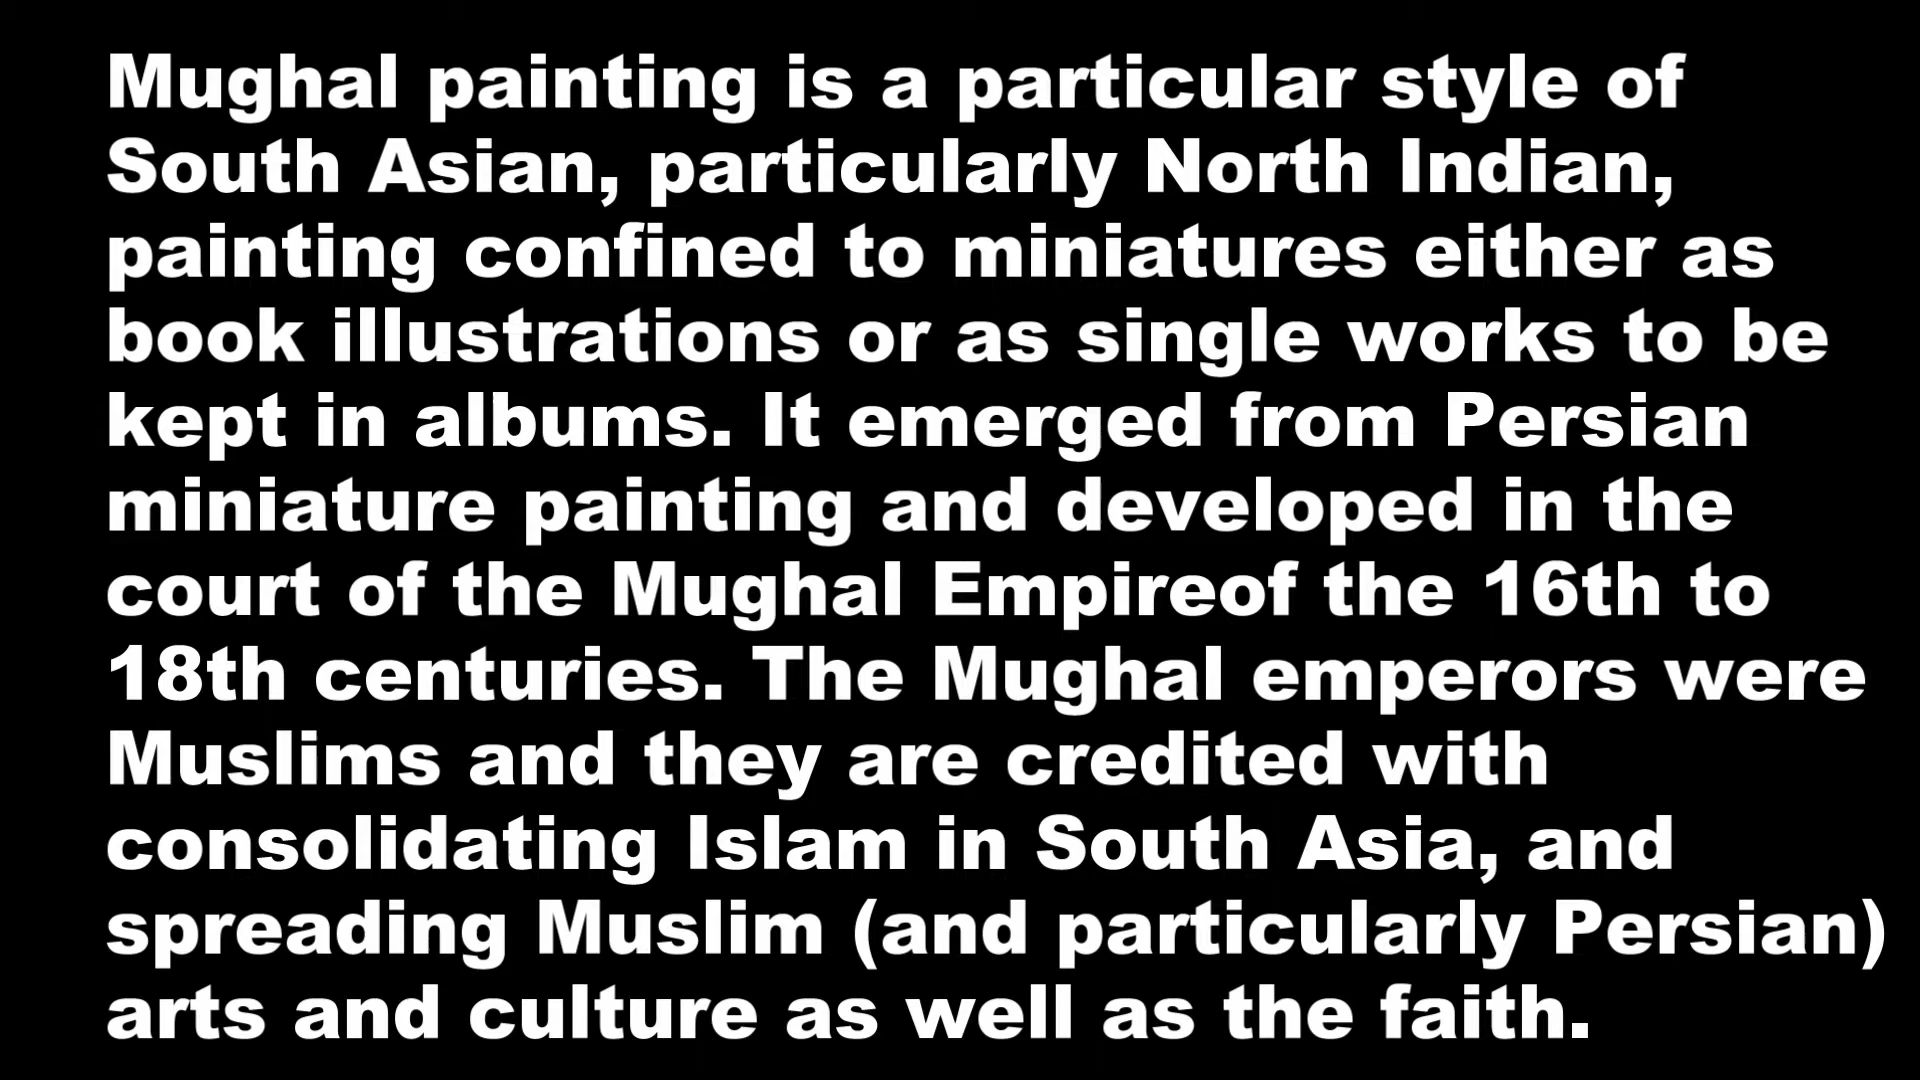 Mughal painting is a particular style of
South Asian, particularly North Indian,
painting confined to miniatures either as
book illustrations or as single works to be
kept in albums. It emerged from Persian
miniature painting and developed in the
court of the Mughal Empireof the 16th to
18th centuries. The Mughal emperors were
Muslims and they are credited with
consolidating Islam in South Asia, and
spreading Muslim (and particularly Persian)
arts and culture as well as the faith.